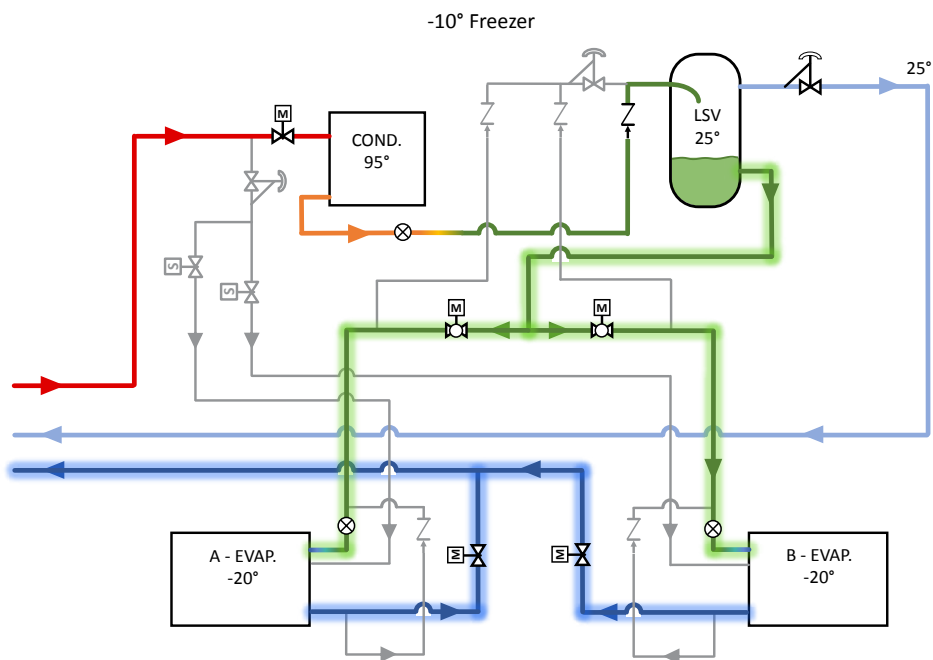 -10° Freezer
25°
LSV
25°
M
COND.
95°
S
S
M
M
M
M
A - EVAP.
-20°
B - EVAP.
-20°